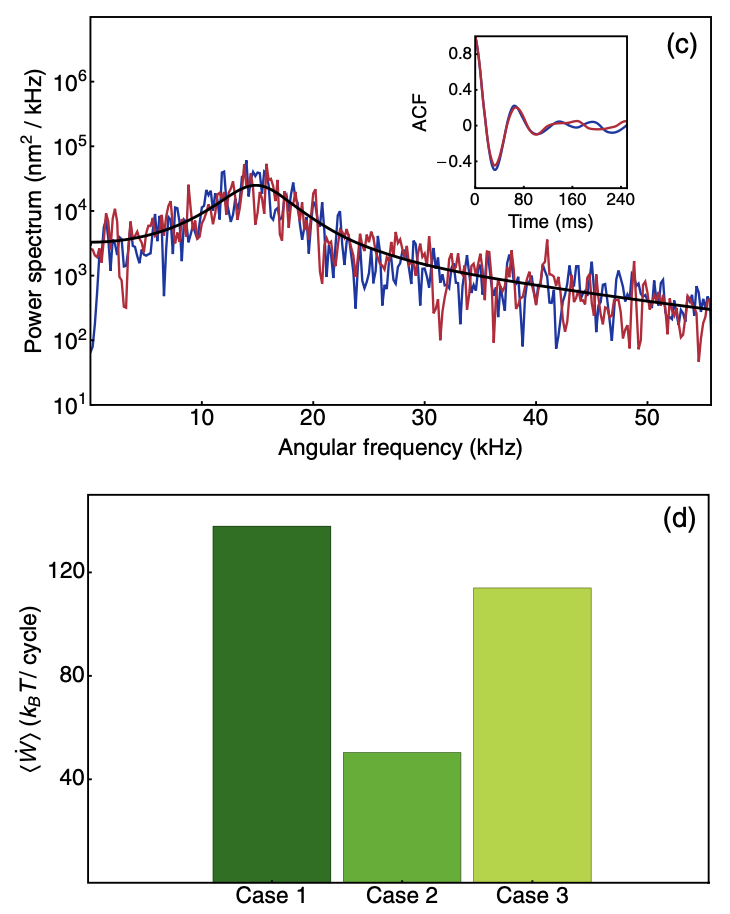 (c)
Power spectrum (nm² / kHz)
10⁶
10⁵
10⁴
10³
10²
10¹
10 20 30 40 50
Angular frequency (kHz)
ACF
0.8
0.4
0
−0.4
0 80 160 240
Time (ms)
(d)
⟨Ẇ⟩ (k_B T/ cycle)
120
80
40
Case 1 Case 2 Case 3